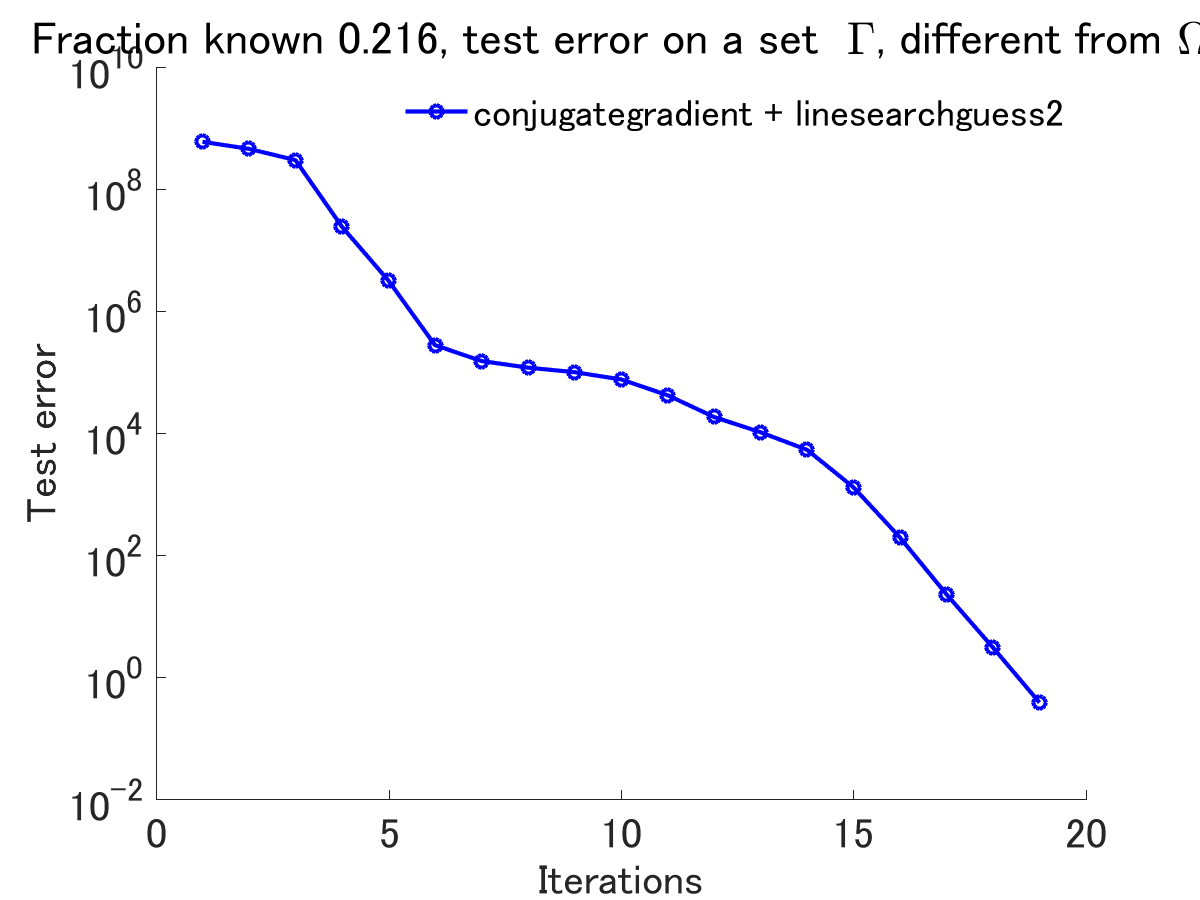 Fraction known 0.216, test error on a set Γ, different from Ω
conjugategradient + linesearchguess2
Test error
10^10
10^8
10^6
10^4
10^2
10^0
10^−2
0 5 10 15 20
Iterations